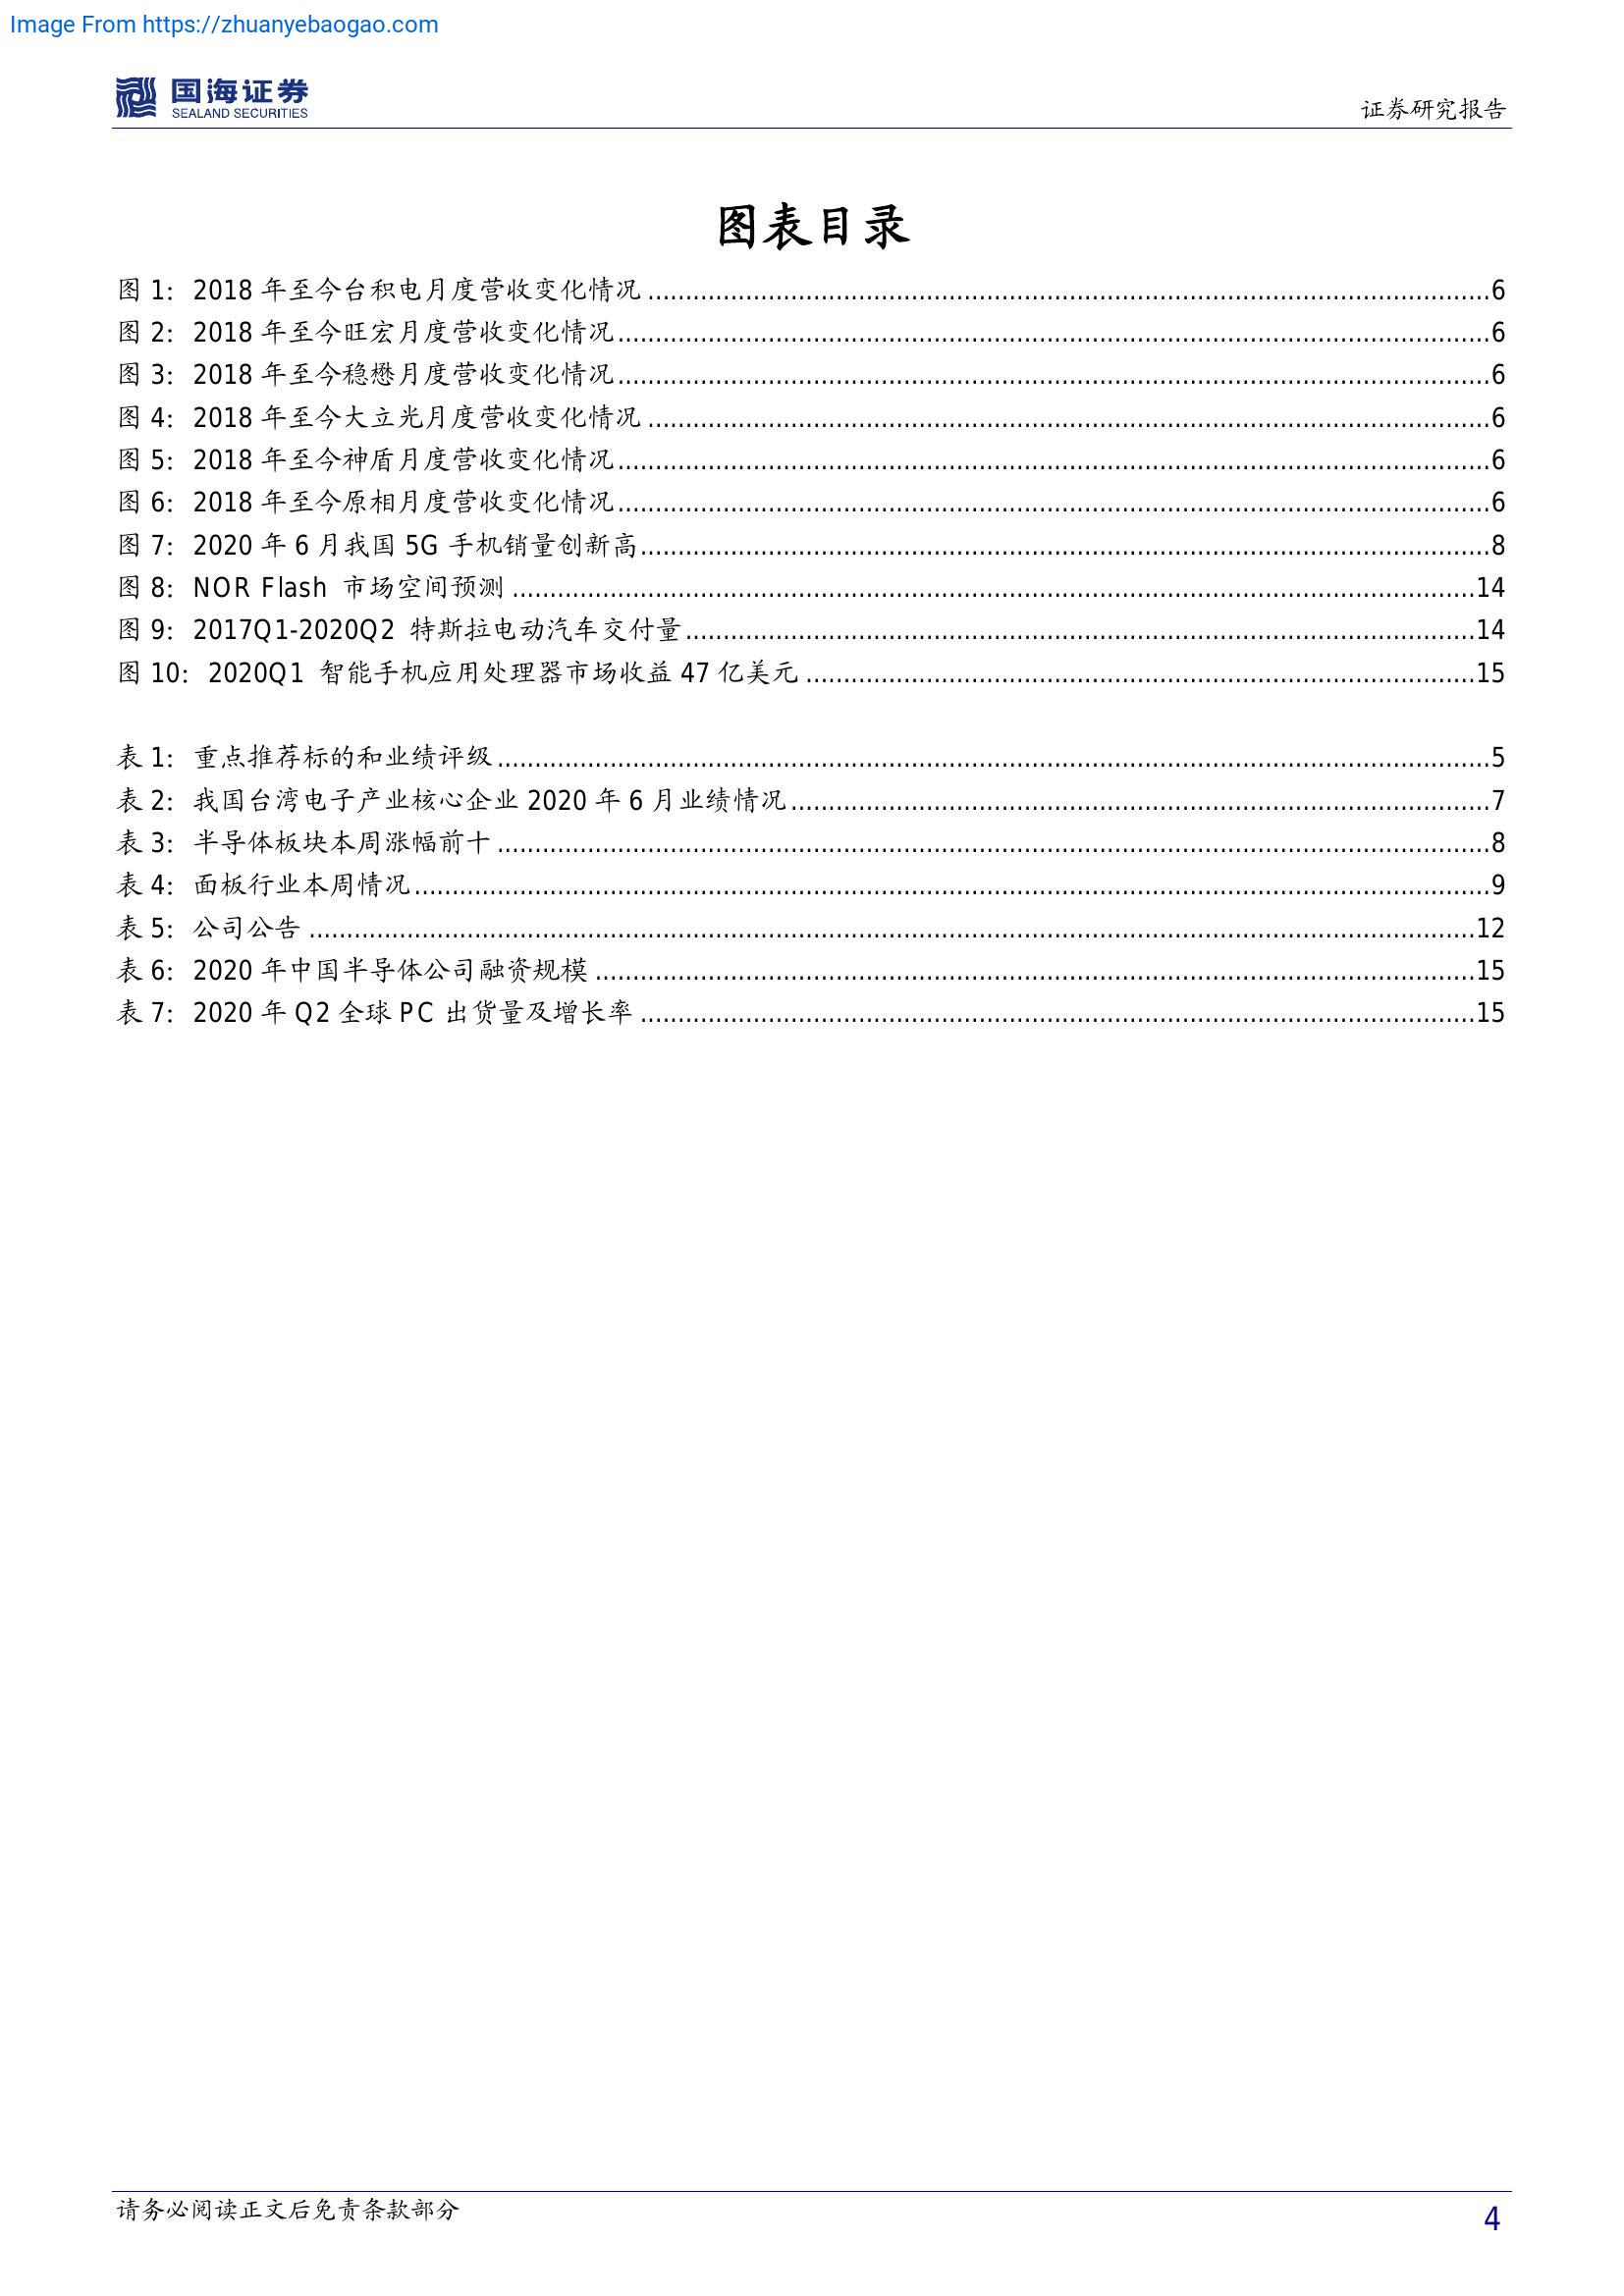 Image From https://zhuanyebaogao.com
国海证券
SEALAND SECURITIES
证券研究报告
图表目录
图 1：2018 年至今台积电月度营收变化情况 ................................................................ 6
图 2：2018 年至今旺宏月度营收变化情况 ................................................................ 6
图 3：2018 年至今稳懋月度营收变化情况 ................................................................ 6
图 4：2018 年至今大立光月度营收变化情况 ................................................................ 6
图 5：2018 年至今神盾月度营收变化情况 ................................................................ 6
图 6：2018 年至今原相月度营收变化情况 ................................................................ 6
图 7：2020 年 6 月我国 5G 手机销量创新高 ................................................................ 8
图 8：NOR Flash 市场空间预测 ................................................................ 14
图 9：2017Q1-2020Q2 特斯拉电动汽车交付量 ................................................................ 14
图 10：2020Q1 智能手机应用处理器市场收益 47 亿美元 ................................................................ 15
表 1：重点推荐标的和业绩评级 ................................................................ 5
表 2：我国台湾电子产业核心企业 2020 年 6 月业绩情况 ................................................................ 7
表 3：半导体板块本周涨幅前十 ................................................................ 8
表 4：面板行业本周情况 ................................................................ 9
表 5：公司公告 ................................................................ 12
表 6：2020 年中国半导体公司融资规模 ................................................................ 15
表 7：2020 年 Q2 全球 PC 出货量及增长率 ................................................................ 15
请务必阅读正文后免责条款部分
4